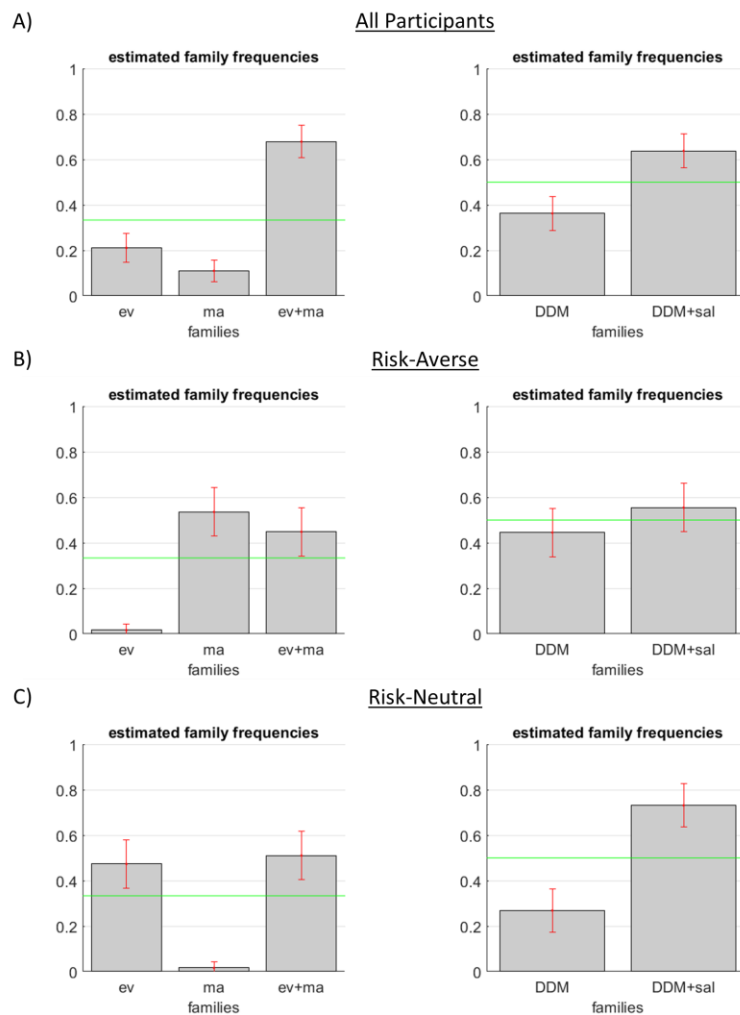 A)
All Participants
estimated family frequencies
1
0.8
0.6
0.4
0.2
0
ev ma ev+ma
families
estimated family frequencies
1
0.8
0.6
0.4
0.2
0
DDM DDM+sal
families
B)
Risk-Averse
estimated family frequencies
1
0.8
0.6
0.4
0.2
0
ev ma ev+ma
families
estimated family frequencies
1
0.8
0.6
0.4
0.2
0
DDM DDM+sal
families
C)
Risk-Neutral
estimated family frequencies
1
0.8
0.6
0.4
0.2
0
ev ma ev+ma
families
estimated family frequencies
1
0.8
0.6
0.4
0.2
0
DDM DDM+sal
families